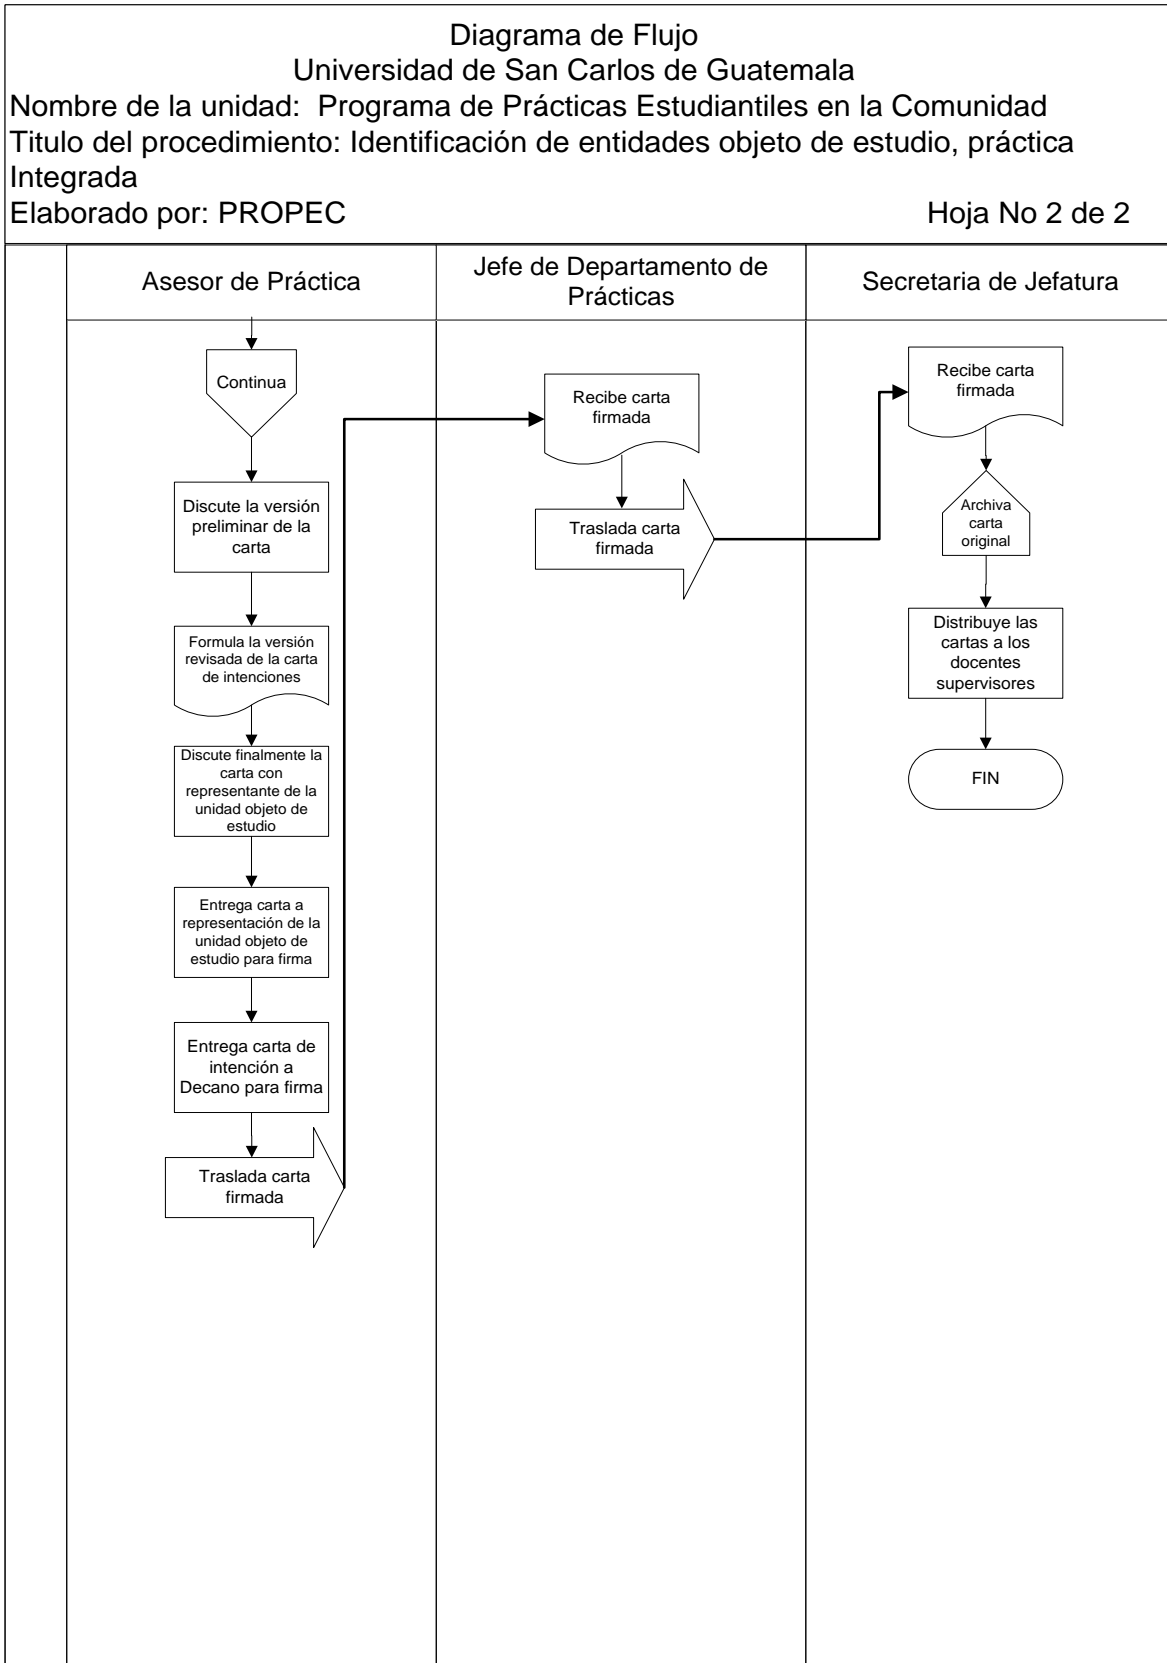 Diagrama de Flujo
Universidad de San Carlos de Guatemala
Nombre de la unidad: Programa de Prácticas Estudiantiles en la Comunidad
Titulo del procedimiento: Identificación de entidades objeto de estudio, práctica
Integrada
Elaborado por: PROPEC
Hoja No 2 de 2
Asesor de Práctica
Jefe de Departamento de
Prácticas
Secretaria de Jefatura
Continua
Discute la versión
preliminar de la
carta
Formula la versión
revisada de la carta
de intenciones
Discute finalmente la
carta con
representante de la
unidad objeto de
estudio
Entrega carta a
representación de la
unidad objeto de
estudio para firma
Entrega carta de
intención a
Decano para firma
Traslada carta
firmada
Recibe carta
firmada
Traslada carta
firmada
Recibe carta
firmada
Archiva
carta
original
Distribuye las
cartas a los
docentes
supervisores
FIN